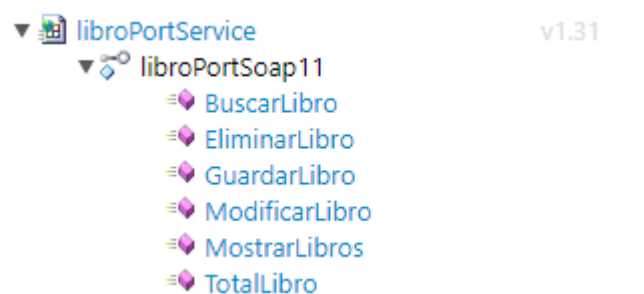 libroPortService v1.31
libroPortSoap11
BuscarLibro
EliminarLibro
GuardarLibro
ModificarLibro
MostrarLibros
TotalLibro